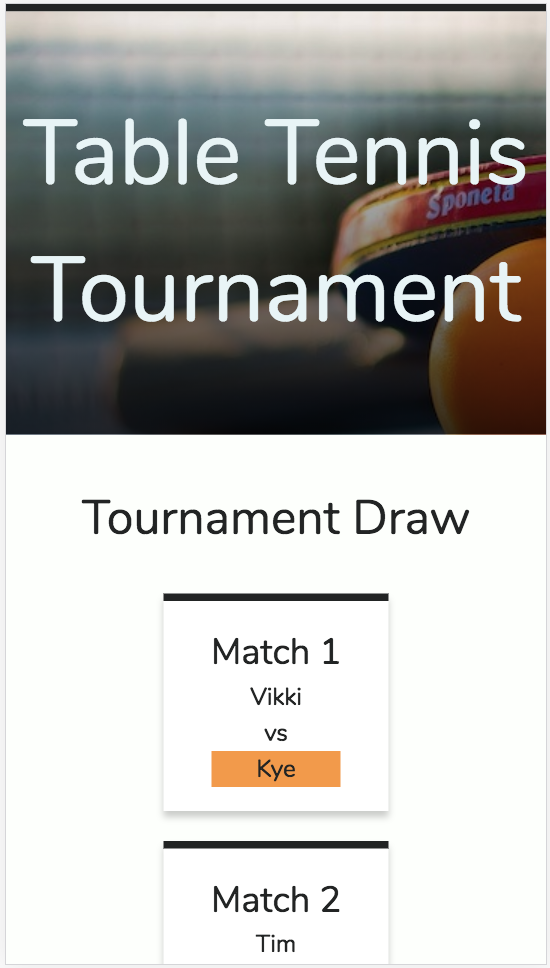 Table Tennis
Sponeta
Tournament
Tournament Draw
Match 1
Vikki
vs
Kye
Match 2
Tim